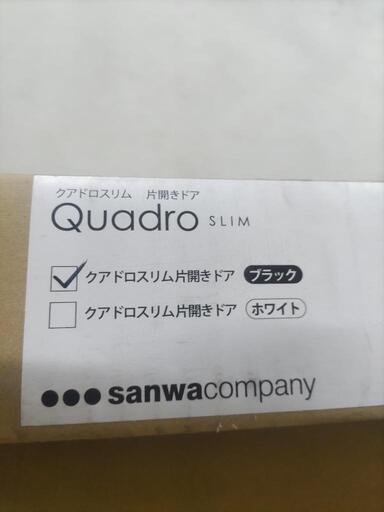 クアドロスリム 片開きドア
Quadro SLIM
クアドロスリム片開きドア ブラック
クアドロスリム片開きドア ホワイト
sanwacompany